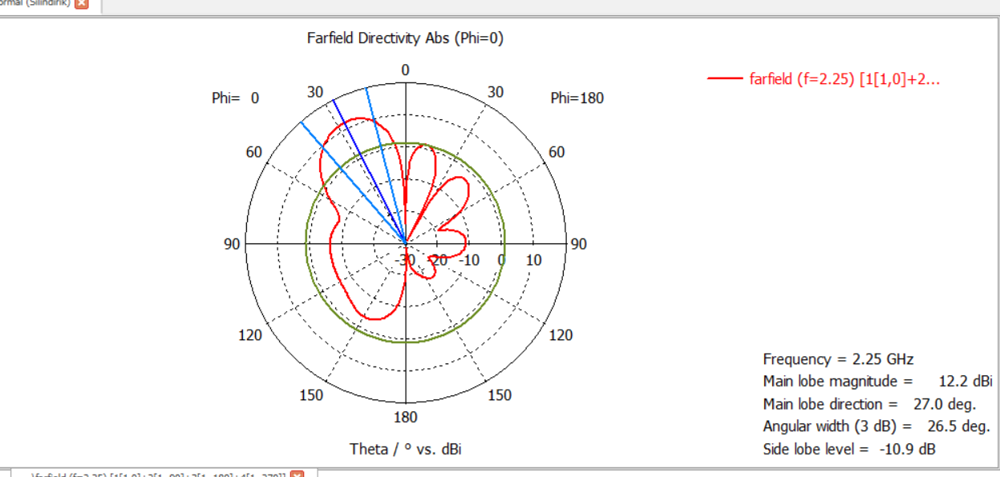 (Silindirik)
Farfield Directivity Abs (Phi=0)
farfield (f=2.25) [1[1,0]+2...
Phi= 0
30
0
30
Phi=180
60
60
90
-30
-20
-10
0
10
90
120
120
150
150
180
Theta / ° vs. dBi
Frequency = 2.25 GHz
Main lobe magnitude = 12.2 dBi
Main lobe direction = 27.0 deg.
Angular width (3 dB) = 26.5 deg.
Side lobe level = -10.9 dB